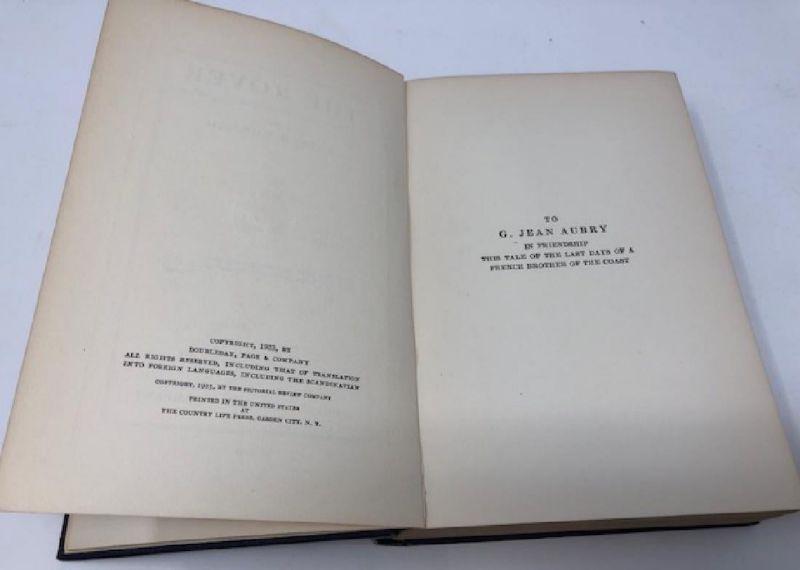 COPYRIGHT, 1923, BY
DOUBLEDAY, PAGE & COMPANY
ALL RIGHTS RESERVED, INCLUDING THAT OF TRANSLATION
INTO FOREIGN LANGUAGES, INCLUDING THE SCANDINAVIAN
COPYRIGHT, 1923, BY THE PICTORIAL REVIEW COMPANY
PRINTED IN THE UNITED STATES
AT
THE COUNTRY LIFE PRESS, GARDEN CITY, N. Y.
TO
G. JEAN AUBRY
IN FRIENDSHIP
THIS TALE OF THE LAST DAYS OF A
FRENCH BROTHER OF THE COAST